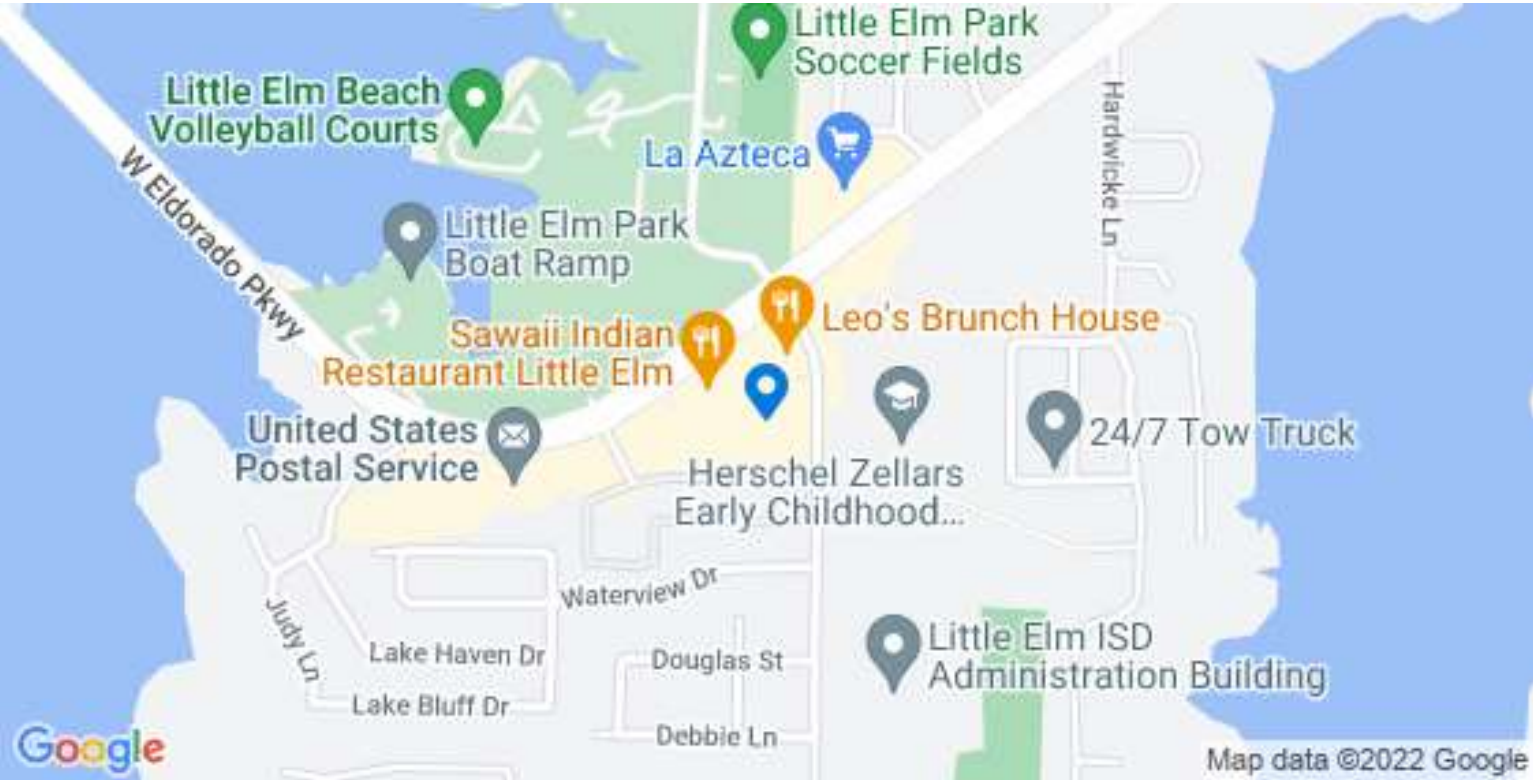 Little Elm Park
Soccer Fields
Little Elm Beach
Volleyball Courts
La Azteca
Hardwicke Ln
W Eldorado Pkwy
Little Elm Park
Boat Ramp
Sawaii Indian
Restaurant Little Elm
Leo's Brunch House
United States
Postal Service
24/7 Tow Truck
Herschel Zellars
Early Childhood...
Waterview Dr
Judy Ln
Lake Haven Dr
Douglas St
Little Elm ISD
Administration Building
Lake Bluff Dr
Debbie Ln
Google
Map data ©2022 Google